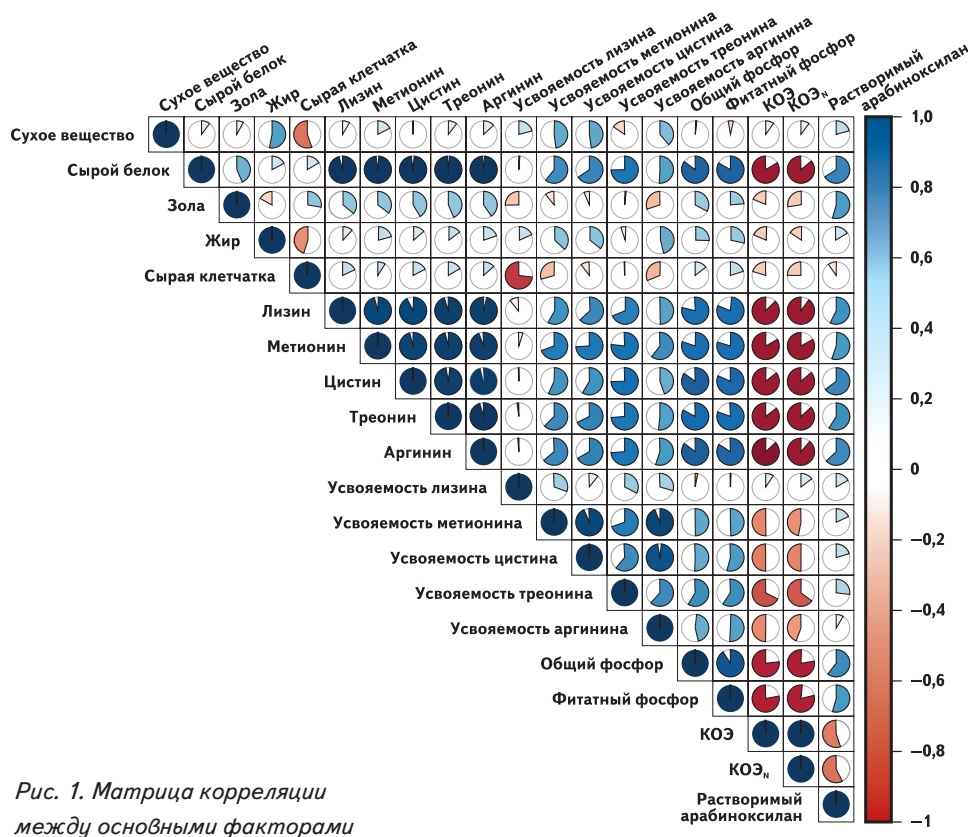 Сухое вещество
Сырой белок
Зола
Жир
Сырая клетчатка
Лизин
Метионин
Цистин
Треонин
Аргинин
Усвояемость лизина
Усвояемость метионина
Усвояемость цистина
Усвояемость треонина
Усвояемость аргинина
Общий фосфор
Фитатный фосфор
КОЭ
КОЭN
Растворимый
арабиноксилан
Сухое вещество
Сырой белок
Зола
Жир
Сырая клетчатка
Лизин
Метионин
Цистин
Треонин
Аргинин
Усвояемость лизина
Усвояемость метионина
Усвояемость цистина
Усвояемость треонина
Усвояемость аргинина
Общий фосфор
Фитатный фосфор
КОЭ
КОЭN
Растворимый
арабиноксилан
1,0
0,8
0,6
0,4
0,2
0
−0,2
−0,4
−0,6
−0,8
−1
Рис. 1. Матрица корреляции
между основными факторами